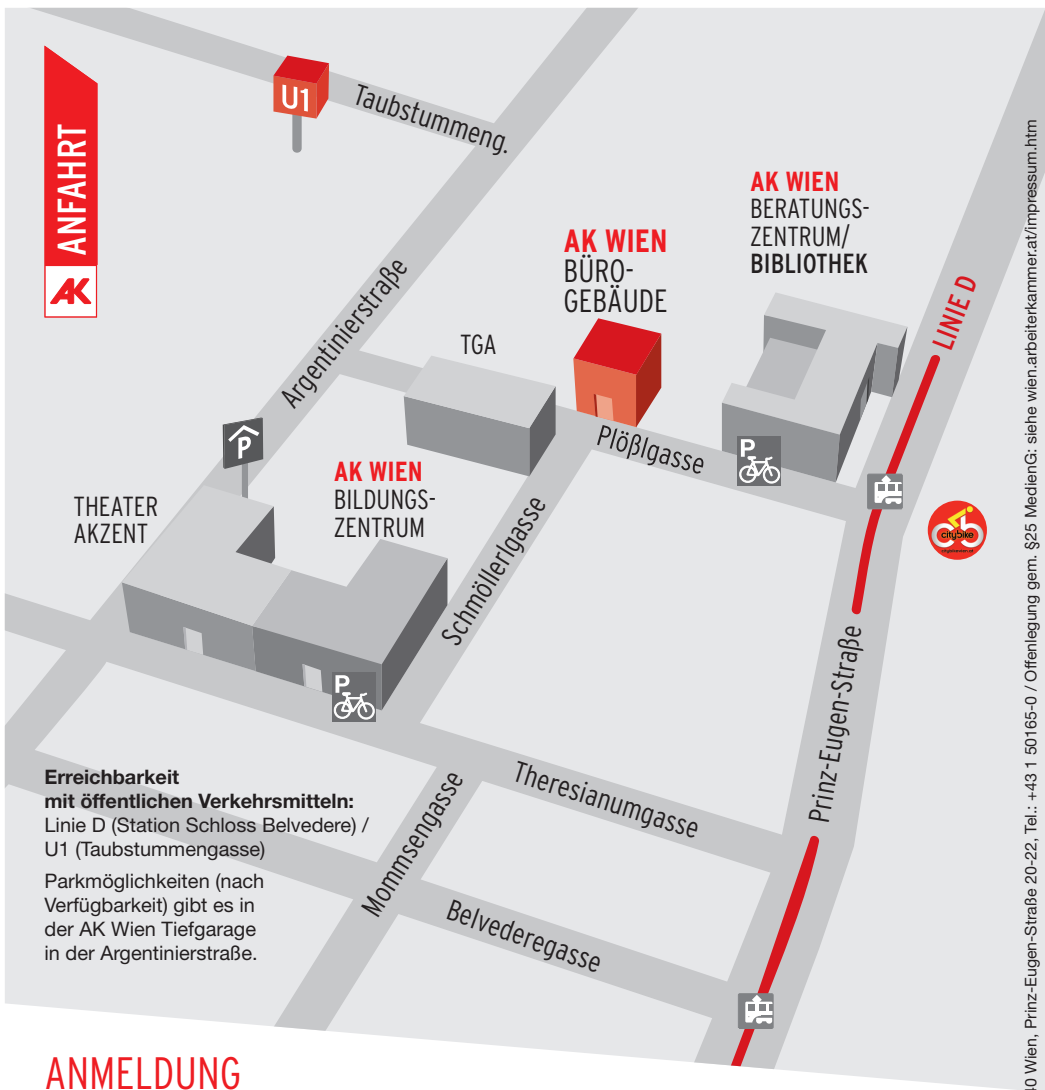 ANFAHRT
AK
U1
Taubstummeng.
Argentinierstraße
AK WIEN
BERATUNGS-
ZENTRUM/
BIBLIOTHEK
AK WIEN
BÜRO-
GEBÄUDE
LINIE D
TGA
Plößlgasse
P
P
AK WIEN
BILDUNGS-
ZENTRUM
THEATER
AKZENT
citybike
Schmöllerlgasse
P
Prinz-Eugen-Straße
Theresianumgasse
Mommsengasse
Belvederegasse
Erreichbarkeit
mit öffentlichen Verkehrsmitteln:
Linie D (Station Schloss Belvedere) /
U1 (Taubstummengasse)
Parkmöglichkeiten (nach
Verfügbarkeit) gibt es in
der AK Wien Tiefgarage
in der Argentinierstraße.
ANMELDUNG
40 Wien, Prinz-Eugen-Straße 20-22, Tel.: +43 1 50165-0 / Offenlegung gem. §25 MedienG: siehe wien.arbeiterkammer.at/impressum.htm